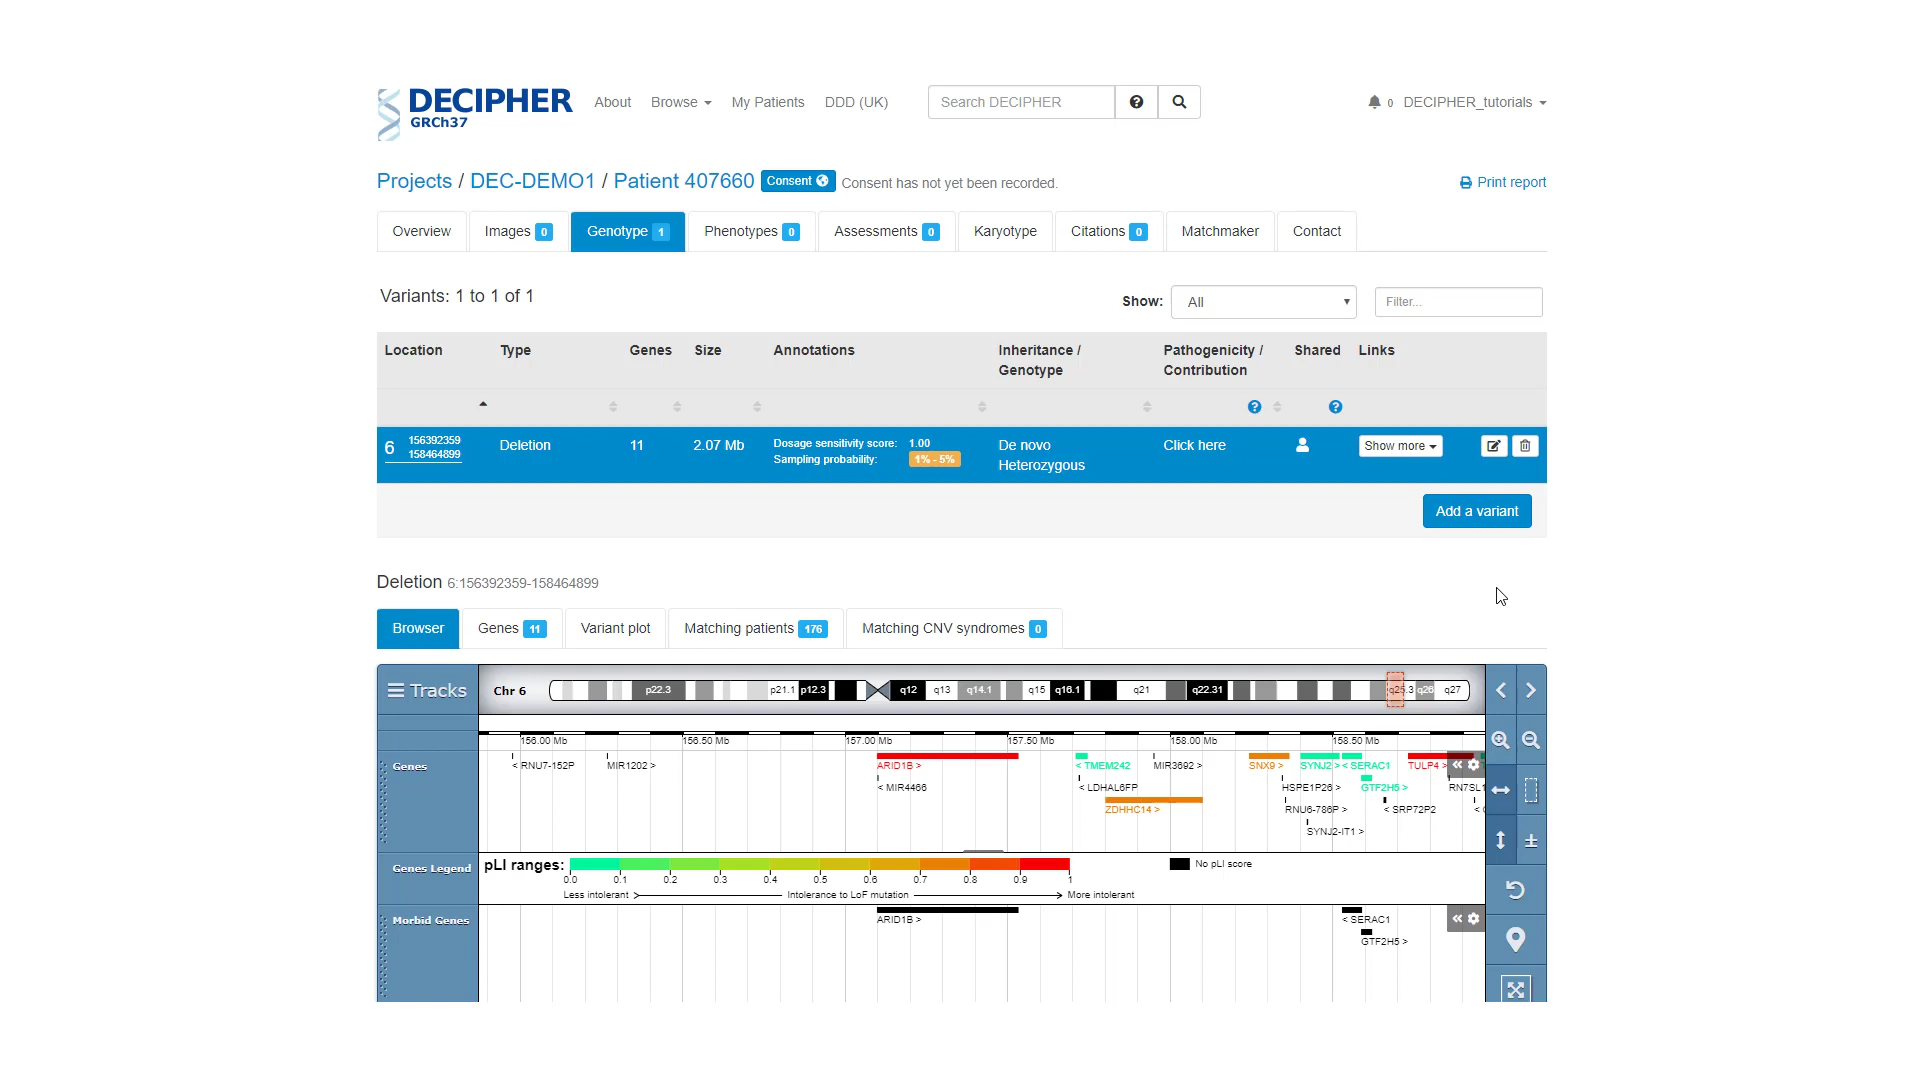 DECIPHER
GRCh37
About Browse My Patients DDD (UK) Search DECIPHER 0 DECIPHER_tutorials
Projects / DEC-DEMO1 / Patient 407660 Consent Consent has not yet been recorded. Print report
Overview Images 0 Genotype 1 Phenotypes 0 Assessments 0 Karyotype Citations 0 Matchmaker Contact
Variants: 1 to 1 of 1 Show: All Filter...
Location Type Genes Size Annotations Inheritance / Genotype Pathogenicity / Contribution Shared Links
6 156392359 158464899 Deletion 11 2.07 Mb Dosage sensitivity score: 1.00 Sampling probability: 1% - 5% De novo Heterozygous Click here Show more
Add a variant
Deletion 6:156392359-158464899
Browser Genes 11 Variant plot Matching patients 176 Matching CNV syndromes 0
Tracks Chr 6 p22.3 p21.1 p12.3 q12 q13 q14.1 q15 q16.1 q21 q22.31 q25.3 q26 q27
156.00 Mb 156.50 Mb 157.00 Mb 157.50 Mb 158.00 Mb 158.50 Mb
Genes < RNU7-152P MIR1202 > ARID1B > < TMEM242 MIR3692 > SNX9 > SYNJ2 > < SERAC1 TULP4 >
< MIR4466 < LDHAL6FP HSPE1P26 > GTF2H5 > RN7SL1
ZDHHC14 > RNU6-786P > < SRP72P2
SYNJ2-IT1 >
Genes Legend pLI ranges: No pLI score
0.0 0.1 0.2 0.3 0.4 0.5 0.6 0.7 0.8 0.9 1
Less intolerant > Intolerance to LoF mutation > More intolerant
Morbid Genes ARID1B > < SERAC1
GTF2H5 >